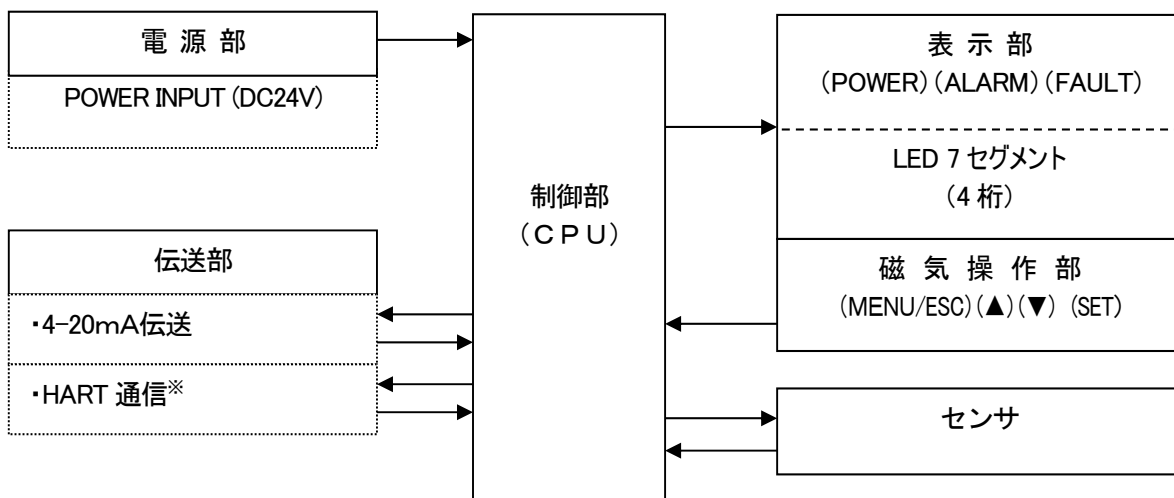 電 源 部
POWER INPUT (DC24V)
伝送部
・4-20mA伝送
・HART 通信※
制御部
(CPU)
表 示 部
(POWER)(ALARM)(FAULT)
LED 7 セグメント
(4 桁)
磁 気 操 作 部
(MENU/ESC)(▲)(▼) (SET)
センサ